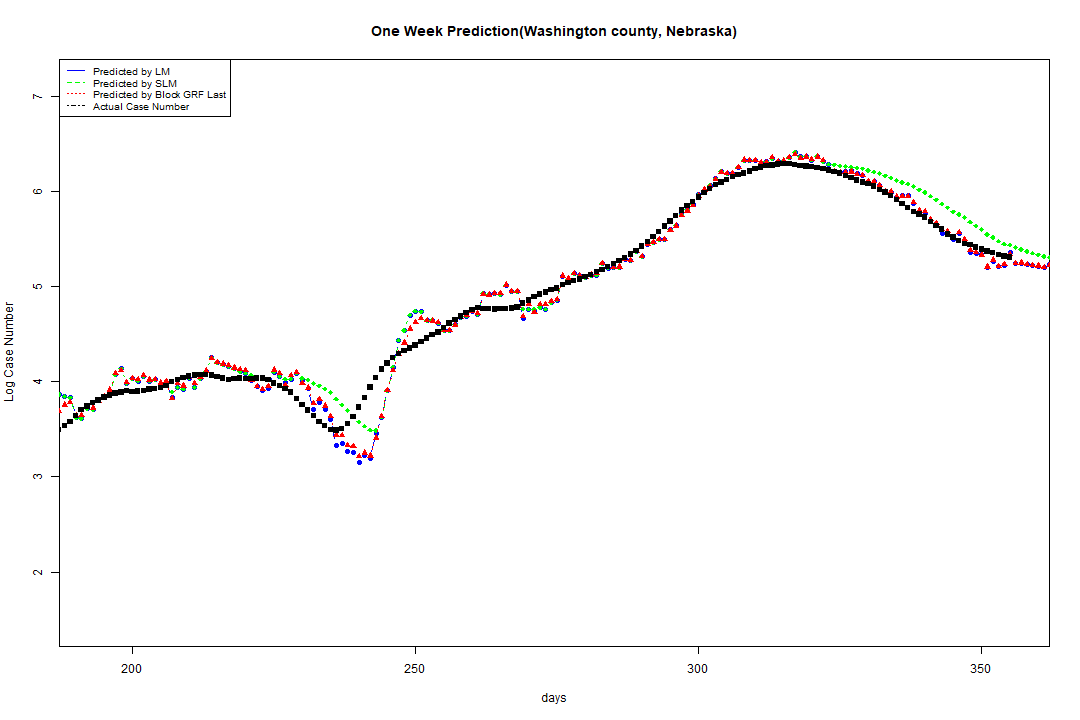 One Week Prediction(Washington county, Nebraska)
Predicted by LM
Predicted by SLM
Predicted by Block GRF Last
Actual Case Number
Log Case Number
7
6
5
4
3
2
200
250
300
350
days